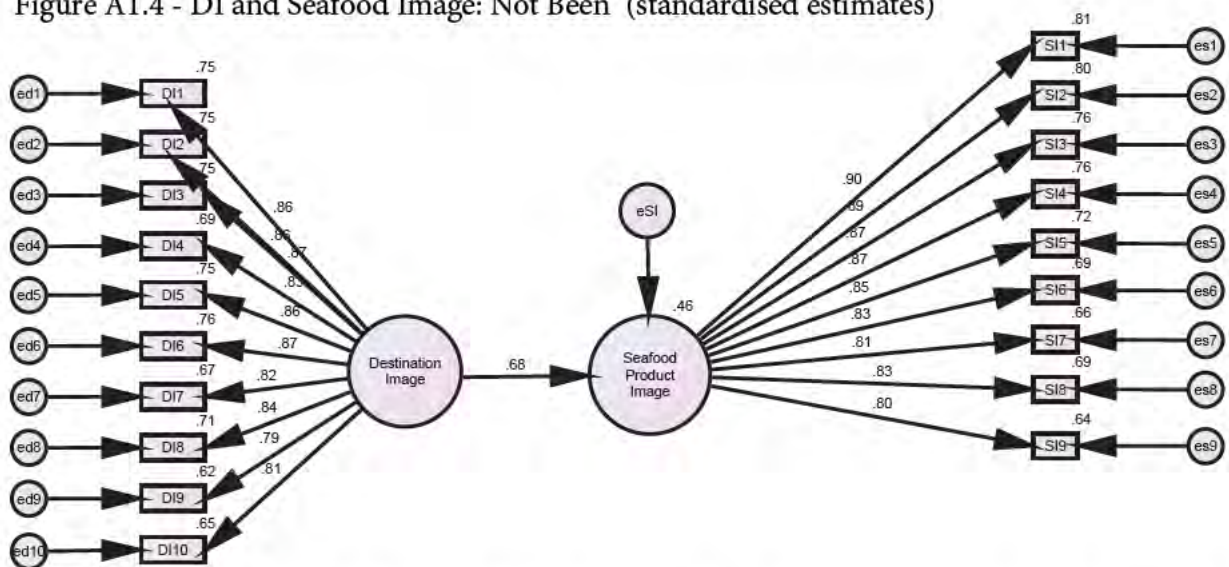 Figure A1.4 - DI and Seafood Image: Not Been (standardised estimates)
ed1
DI1
.75
ed2
DI2
.75
ed3
DI3
.75
ed4
DI4
.69
ed5
DI5
.75
ed6
DI6
.76
ed7
DI7
.67
ed8
DI8
.71
ed9
DI9
.62
ed10
DI10
.65
.86
.86
.87
.83
.86
.87
.82
.84
.79
.81
Destination
Image
.68
eSI
.46
Seafood
Product
Image
.90
.89
.87
.87
.85
.83
.81
.83
.80
.81
SI1
es1
.80
SI2
es2
.76
SI3
es3
.76
SI4
es4
.72
SI5
es5
.69
SI6
es6
.66
SI7
es7
.69
SI8
es8
.64
SI9
es9